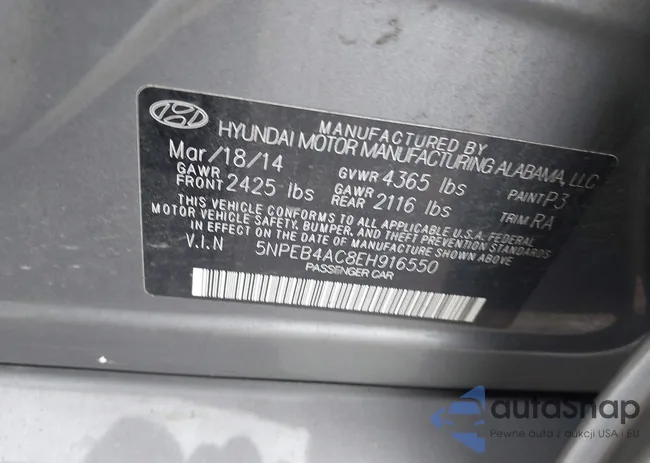 MANUFACTURED BY
HYUNDAI MOTOR MANUFACTURING ALABAMA, LLC
Mar/18/14 GVWR 4365 lbs PAINT P3
GAWR FRONT 2425 lbs GAWR REAR 2116 lbs TRIM RA
THIS VEHICLE CONFORMS TO ALL APPLICABLE U.S.A. FEDERAL
MOTOR VEHICLE SAFETY, BUMPER, AND THEFT PREVENTION STANDARDS
IN EFFECT ON THE DATE OF MANUFACTURE SHOWN ABOVE
V.I.N 5NPEB4AC8EH916550
PASSENGER CAR
autosnap
Pewne auta z aukcji USA i EU